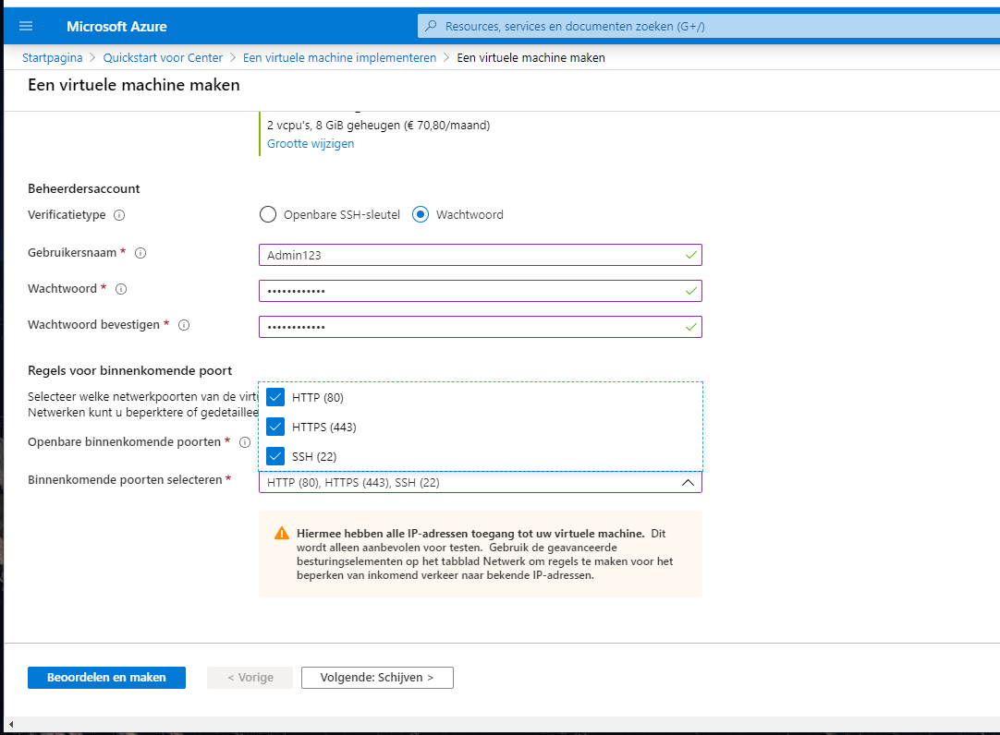 Microsoft Azure
Resources, services en documenten zoeken (G+/)
Startpagina > Quickstart voor Center > Een virtuele machine implementeren > Een virtuele machine maken
Een virtuele machine maken
2 vcpu's, 8 GiB geheugen (€ 70,80/maand)
Grootte wijzigen
Beheerdersaccount
Verificatietype
Openbare SSH-sleutel
Wachtwoord
Gebruikersnaam *
Admin123
Wachtwoord *
••••••••••••
Wachtwoord bevestigen *
••••••••••••
Regels voor binnenkomende poort
Selecteer welke netwerkpoorten van de virt
Netwerken kunt u beperktere of gedetaillee
HTTP (80)
HTTPS (443)
SSH (22)
Openbare binnenkomende poorten *
Binnenkomende poorten selecteren *
HTTP (80), HTTPS (443), SSH (22)
Hiermee hebben alle IP-adressen toegang tot uw virtuele machine. Dit
wordt alleen aanbevolen voor testen. Gebruik de geavanceerde
besturingselementen op het tabblad Netwerk om regels te maken voor het
beperken van inkomend verkeer naar bekende IP-adressen.
Beoordelen en maken
< Vorige
Volgende: Schijven >